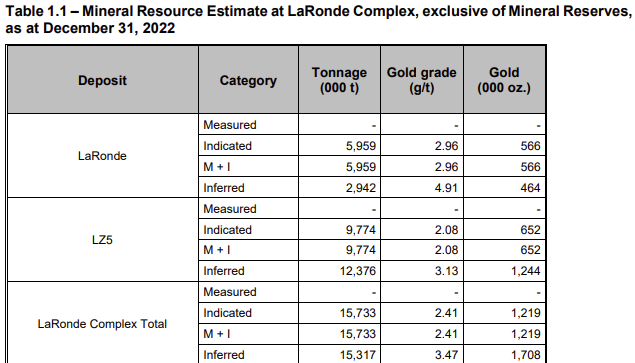 Table 1.1 – Mineral Resource Estimate at LaRonde Complex, exclusive of Mineral Reserves,
as at December 31, 2022
Deposit Category Tonnage (000 t) Gold grade (g/t) Gold (000 oz.)
LaRonde
Measured - - -
Indicated 5,959 2.96 566
M + I 5,959 2.96 566
Inferred 2,942 4.91 464
LZ5
Measured - - -
Indicated 9,774 2.08 652
M + I 9,774 2.08 652
Inferred 12,376 3.13 1,244
LaRonde Complex Total
Measured - - -
Indicated 15,733 2.41 1,219
M + I 15,733 2.41 1,219
Inferred 15,317 3.47 1,708